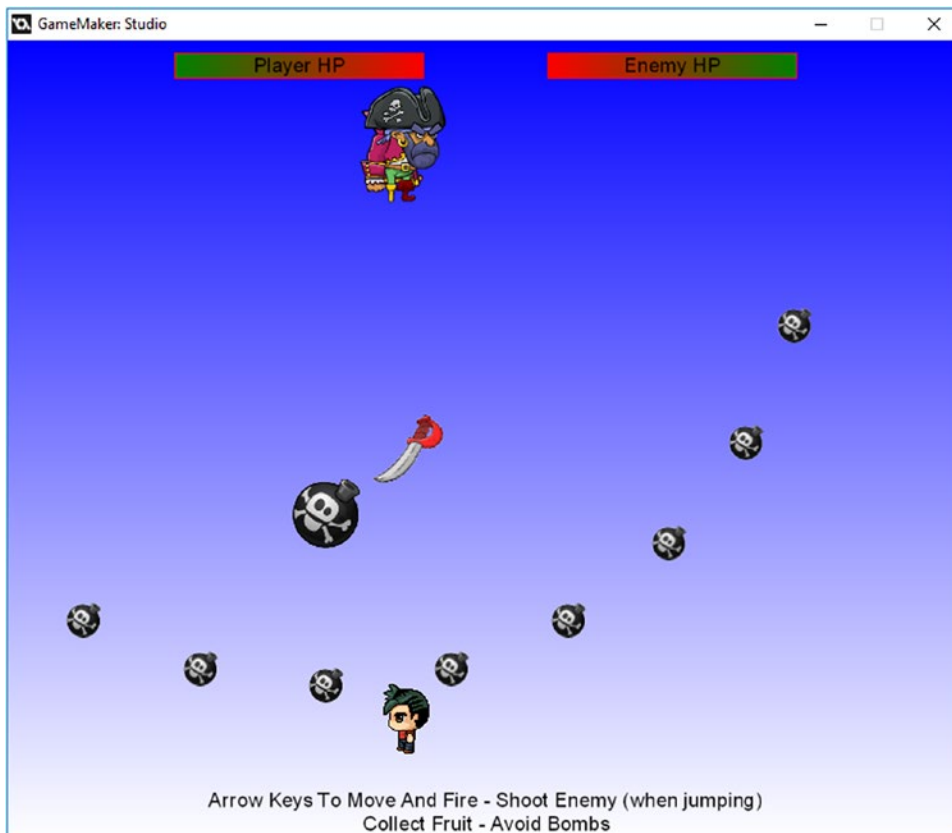 GameMaker: Studio
Player HP
Enemy HP
Arrow Keys To Move And Fire - Shoot Enemy (when jumping)
Collect Fruit - Avoid Bombs